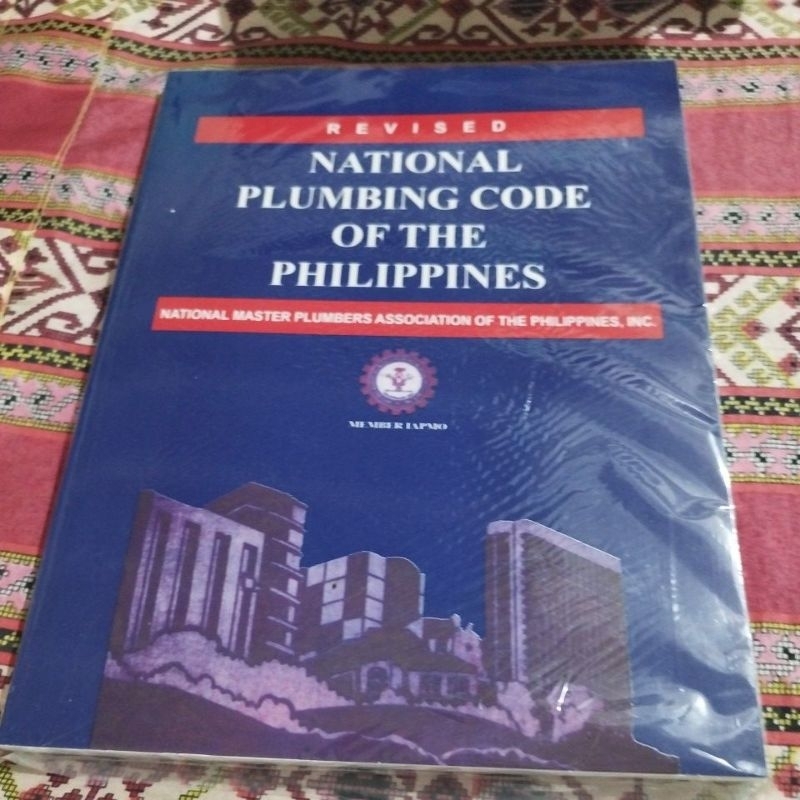 REVISED
NATIONAL
PLUMBING CODE
OF THE
PHILIPPINES
NATIONAL MASTER PLUMBERS ASSOCIATION OF THE PHILIPPINES, INC.
MEMBER IAPMO